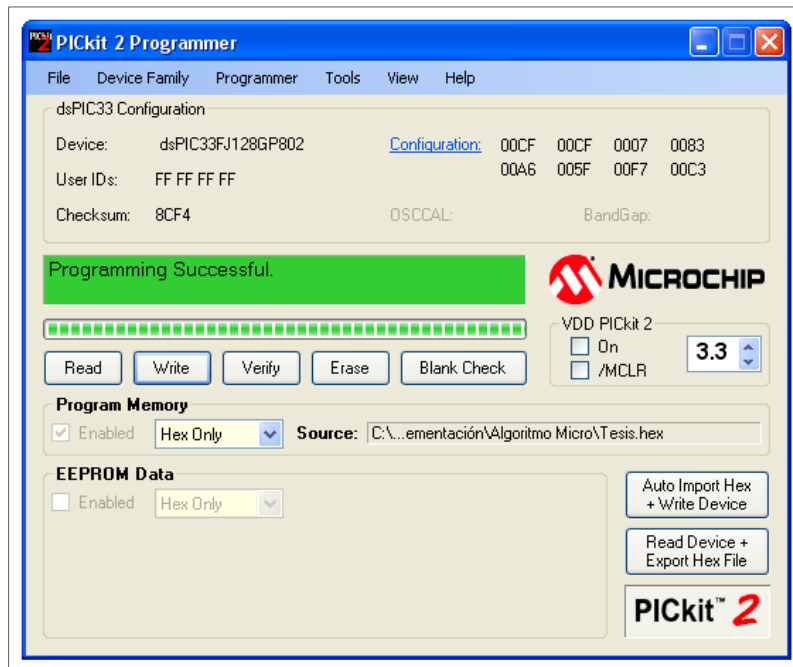 PICkit 2 Programmer
File Device Family Programmer Tools View Help
dsPIC33 Configuration
Device: dsPIC33FJ128GP802 Configuration: 00CF 00CF 0007 0083
User IDs: FF FF FF FF 00A6 005F 00F7 00C3
Checksum: 8CF4 OSCCAL: BandGap:
Programming Successful.
MICROCHIP
VDD PICkit 2
On
/MCLR
3.3
Read Write Verify Erase Blank Check
Program Memory
Enabled Hex Only Source: C:\...ementación\Algoritmo Micro\Tesis.hex
EEPROM Data
Enabled Hex Only
Auto Import Hex
+ Write Device
Read Device +
Export Hex File
PICkit™ 2